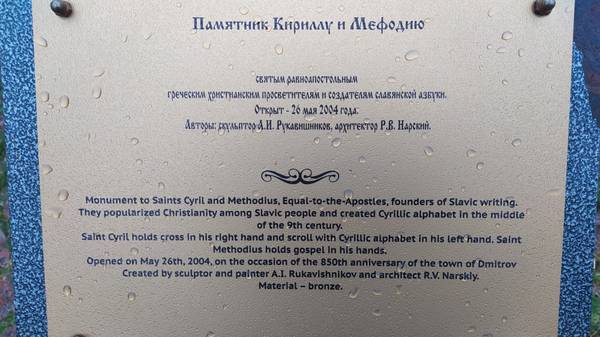 Памятник Кириллу и Мефодию
святым равноапостольным
греческим христианским просветителям и создателям славянской азбуки.
Открыт - 26 мая 2004 года.
Авторы: скульптор А.И. Рукавишников, архитектор Р.В. Нарский.
Monument to Saints Cyril and Methodius, Equal-to-the-Apostles, founders of Slavic writing.
They popularized Christianity among Slavic people and created Cyrillic alphabet in the middle
of the 9th century.
Saint Cyril holds cross in his right hand and scroll with Cyrillic alphabet in his left hand. Saint
Methodius holds gospel in his hands.
Opened on May 26th, 2004, on the occasion of the 850th anniversary of the town of Dmitrov
Created by sculptor and painter A.I. Rukavishnikov and architect R.V. Narskiy.
Material – bronze.